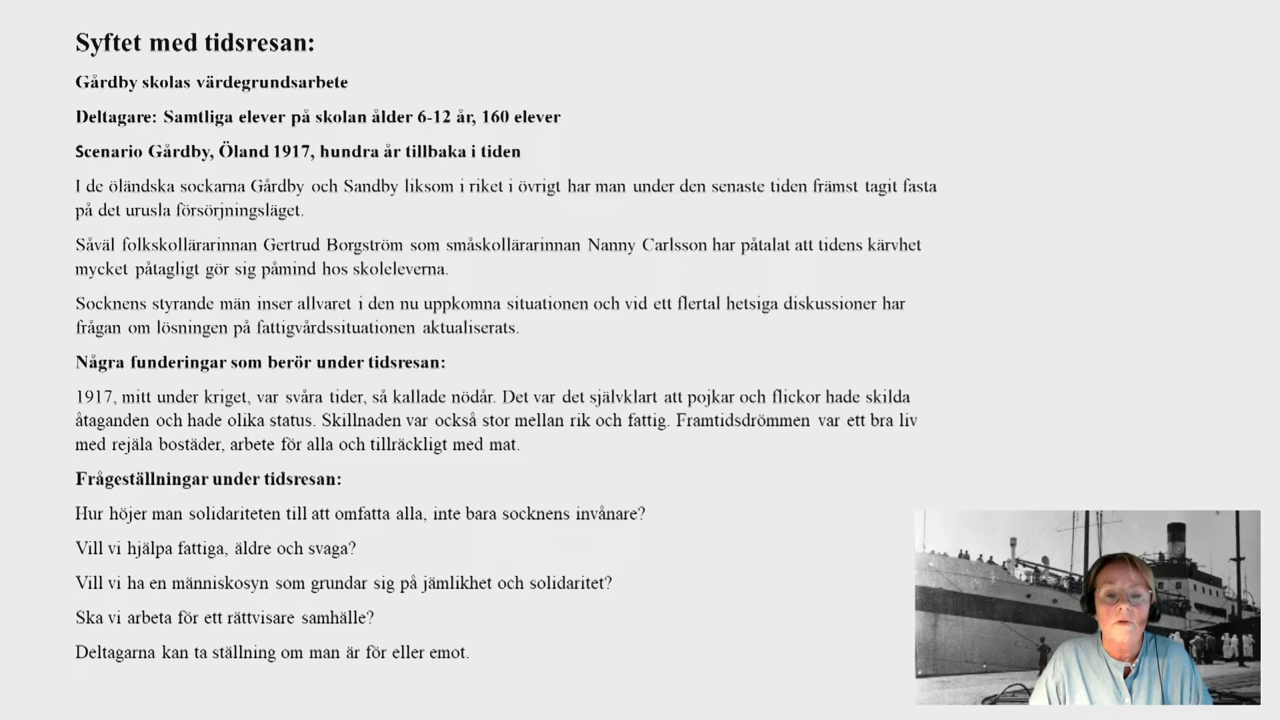 Syftet med tidsresan:
Gårdby skolas värdegrundsarbete
Deltagare: Samtliga elever på skolan ålder 6-12 år, 160 elever
Scenario Gårdby, Öland 1917, hundra år tillbaka i tiden
I de öländska sockarna Gårdby och Sandby liksom i riket i övrigt har man under den senaste tiden främst tagit fasta
på det urusla försörjningsläget.
Såväl folkskollärarinnan Gertrud Borgström som småskollärarinnan Nanny Carlsson har påtalat att tidens kärvhet
mycket påtagligt gör sig påmind hos skoleleverna.
Socknens styrande män inser allvaret i den nu uppkomna situationen och vid ett flertal hetsiga diskussioner har
frågan om lösningen på fattigvårdssituationen aktualiserats.
Några funderingar som berör under tidsresan:
1917, mitt under kriget, var svåra tider, så kallade nödår. Det var det självklart att pojkar och flickor hade skilda
åtaganden och hade olika status. Skillnaden var också stor mellan rik och fattig. Framtidsdrömmen var ett bra liv
med rejäla bostäder, arbete för alla och tillräckligt med mat.
Frågeställningar under tidsresan:
Hur höjer man solidariteten till att omfatta alla, inte bara socknens invånare?
Vill vi hjälpa fattiga, äldre och svaga?
Vill vi ha en människosyn som grundar sig på jämlikhet och solidaritet?
Ska vi arbeta för ett rättvisare samhälle?
Deltagarna kan ta ställning om man är för eller emot.